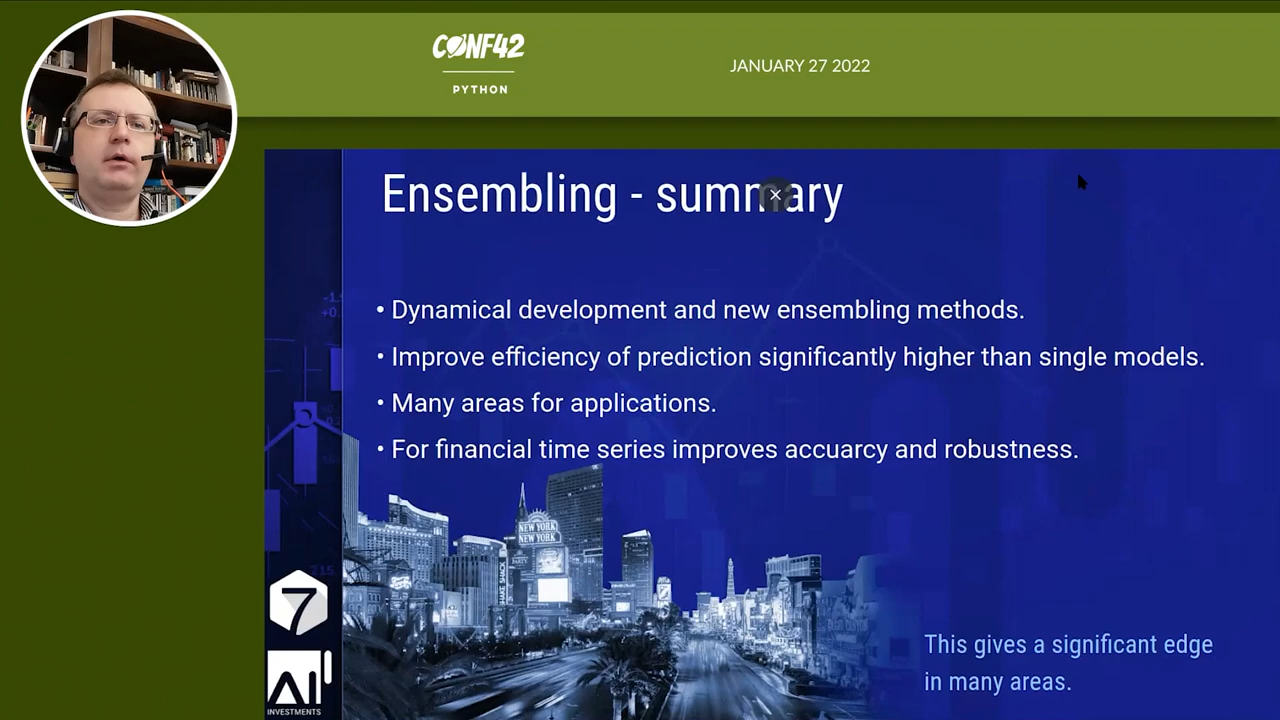 CONF42
PYTHON
JANUARY 27 2022
Ensembling - summary
• Dynamical development and new ensembling methods.
• Improve efficiency of prediction significantly higher than single models.
• Many areas for applications.
• For financial time series improves accuarcy and robustness.
NEW YORK
NEW YORK
SHAKE SHACK
7
AI
INVESTMENTS
This gives a significant edge
in many areas.